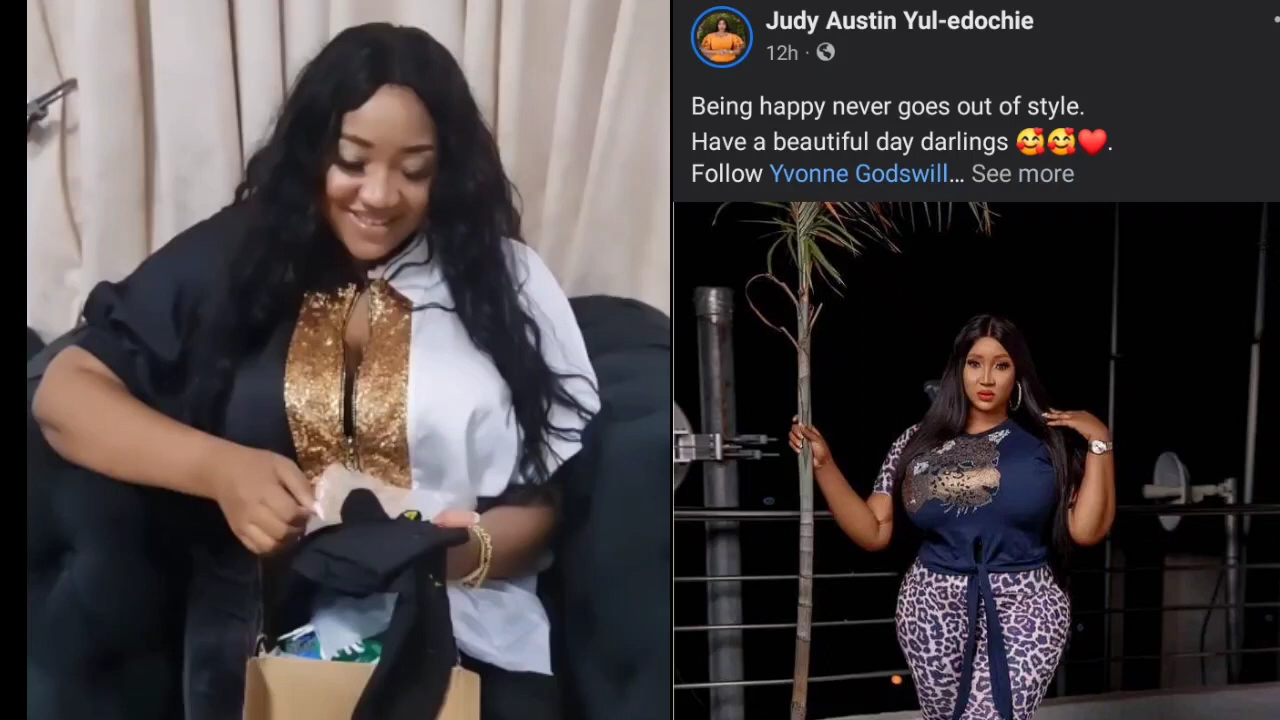 Judy Austin Yul-edochie
12h ·
Being happy never goes out of style.
Have a beautiful day darlings 🥰🥰❤️.
Follow Yvonne Godswill... See more